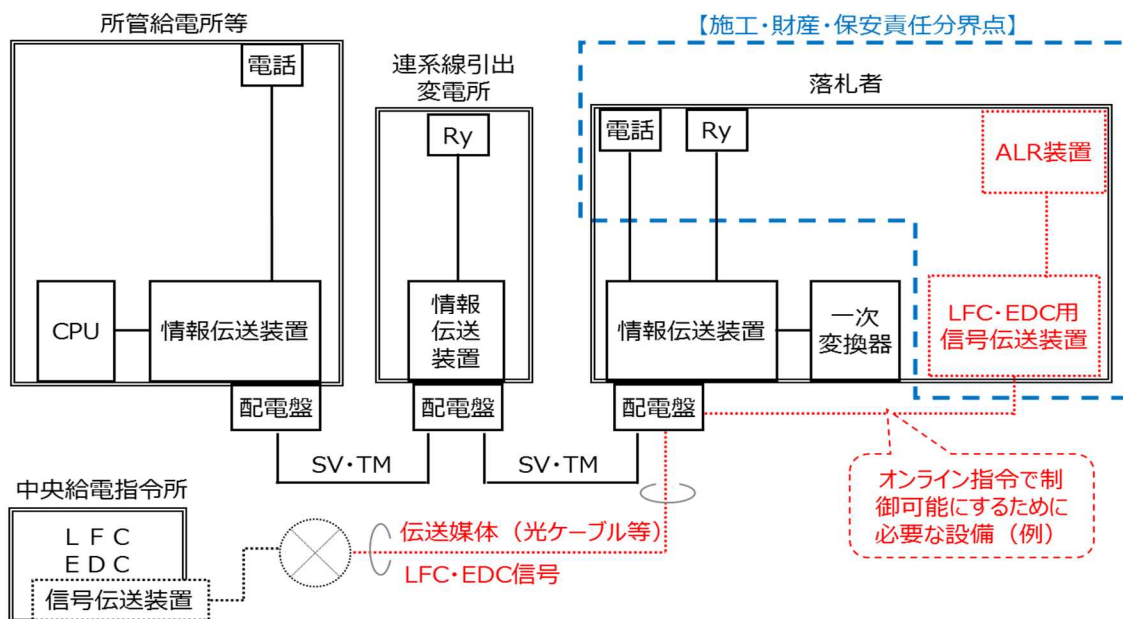 【施工・財産・保安責任分界点】
所管給電所等
電話
CPU
情報伝送装置
配電盤
連系線引出
変電所
Ry
情報
伝送
装置
配電盤
落札者
電話
Ry
ALR装置
情報伝送装置
一次
変換器
LFC・EDC用
信号伝送装置
配電盤
SV・TM
SV・TM
オンライン指令で制
御可能にするために
必要な設備（例）
中央給電指令所
ＬＦＣ
ＥＤＣ
信号伝送装置
伝送媒体（光ケーブル等）
LFC・EDC信号